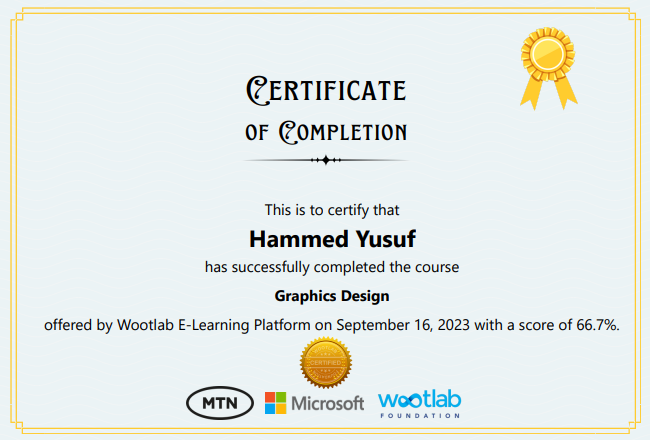 Certificate
of Completion
This is to certify that
Hammed Yusuf
has successfully completed the course
Graphics Design
offered by Wootlab E-Learning Platform on September 16, 2023 with a score of 66.7%.
CERTIFIED
MTN Microsoft wootlab
FOUNDATION